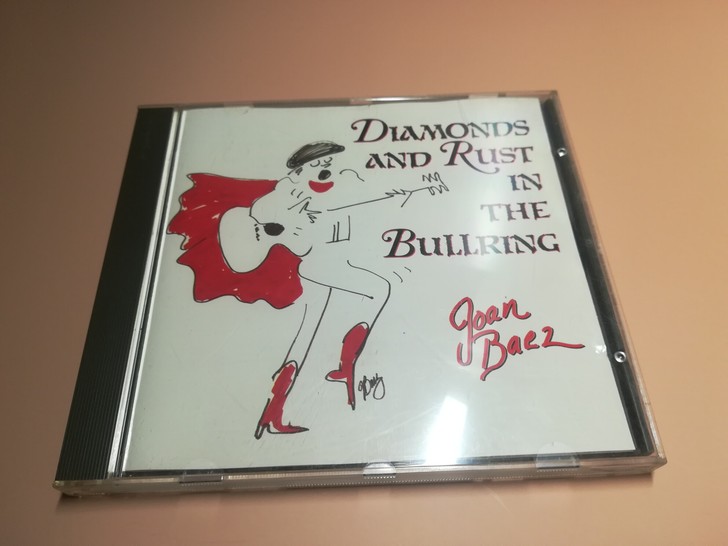 DIAMONDS
AND RUST
IN
THE
BULLRING
Joan
Baez